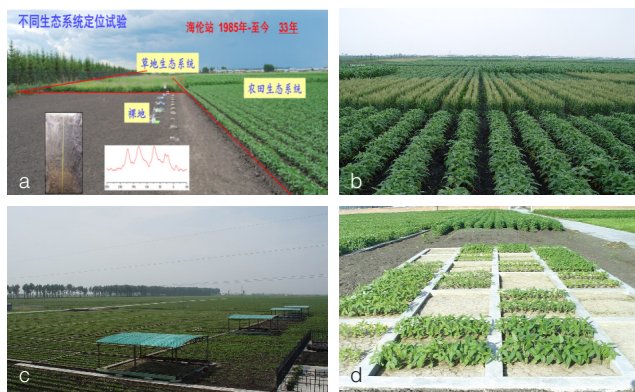 不同生态系统定位试验
海伦站 1985年-至今 33年
草地生态系统
农田生态系统
裸地
a
b
c
d